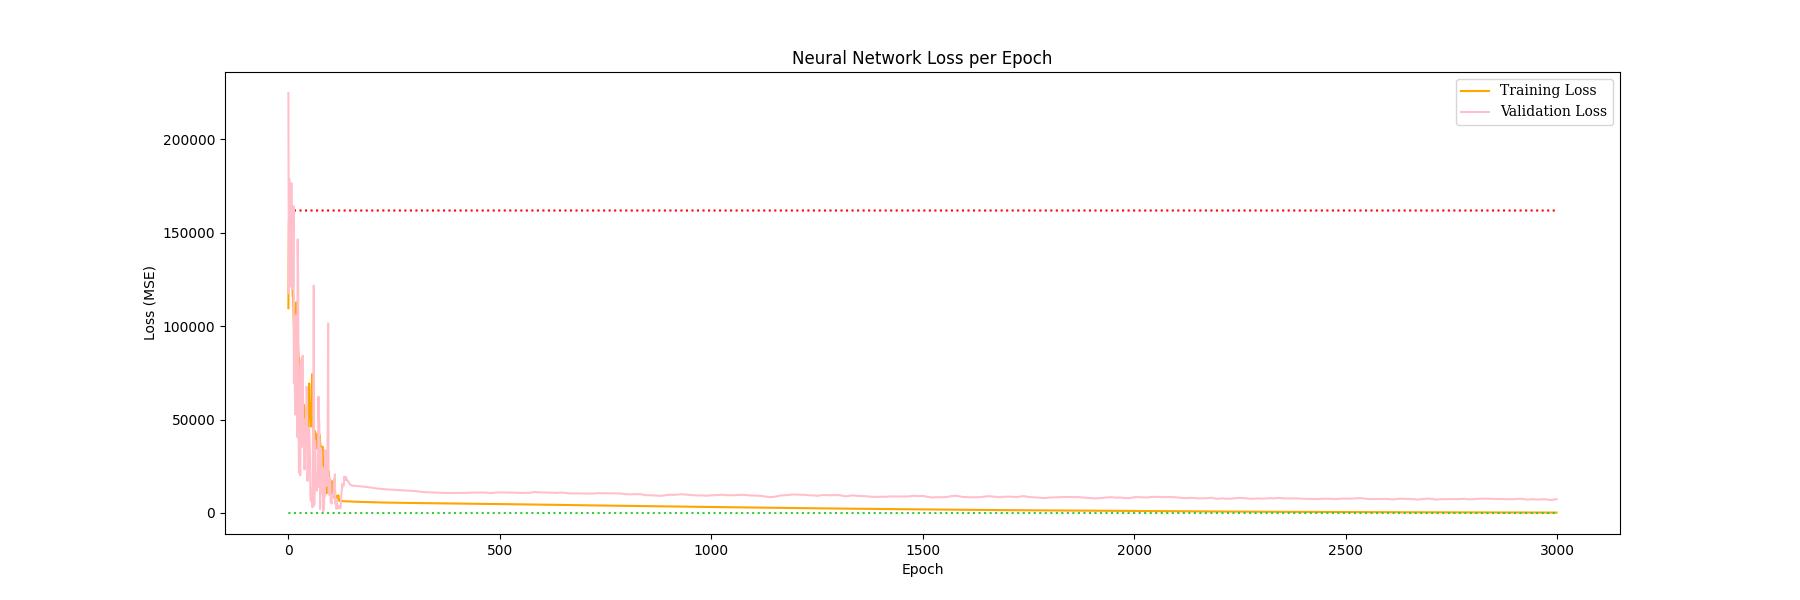 Neural Network Loss per Epoch
Training Loss
Validation Loss
200000
150000
100000
50000
0
Loss (MSE)
0 500 1000 1500 2000 2500 3000
Epoch